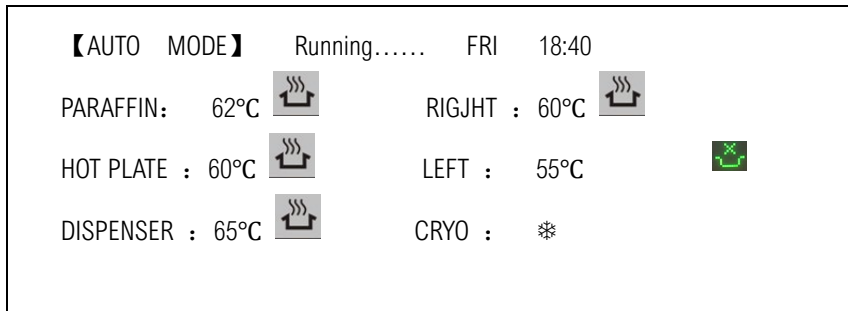 【AUTO MODE】 Running...... FRI 18:40
PARAFFIN： 62℃ RIGJHT ：60℃
HOT PLATE ：60℃ LEFT ： 55℃
DISPENSER ：65℃ CRYO ： ❄